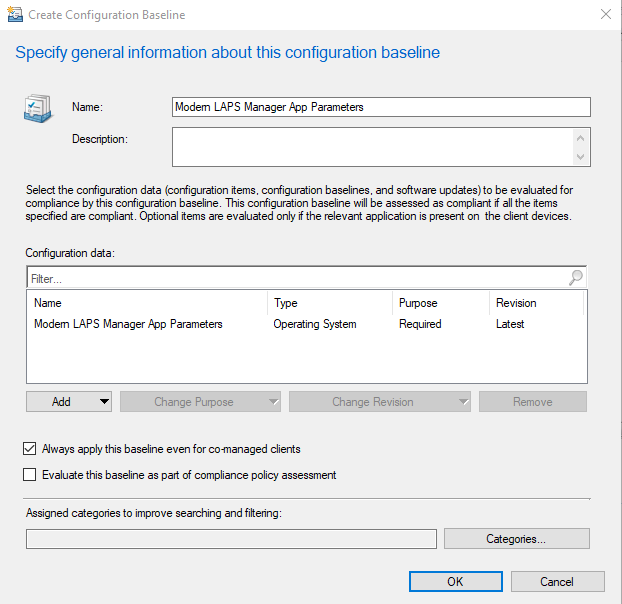 Create Configuration Baseline
Specify general information about this configuration baseline
Name:
Modern LAPS Manager App Parameters
Description:
Select the configuration data (configuration items, configuration baselines, and software updates) to be evaluated for
compliance by this configuration baseline. This configuration baseline will be assessed as compliant if all the items
specified are compliant. Optional items are evaluated only if the relevant application is present on the client devices.
Configuration data:
Filter...
Name Type Purpose Revision
Modern LAPS Manager App Parameters Operating System Required Latest
Add Change Purpose Change Revision Remove
Always apply this baseline even for co-managed clients
Evaluate this baseline as part of compliance policy assessment
Assigned categories to improve searching and filtering:
Categories...
OK Cancel